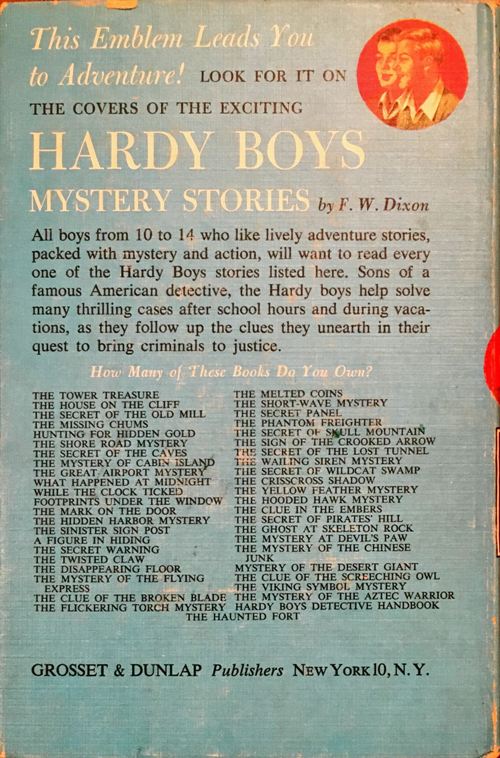 This Emblem Leads You
to Adventure! LOOK FOR IT ON
THE COVERS OF THE EXCITING
HARDY BOYS
MYSTERY STORIES by F. W. Dixon
All boys from 10 to 14 who like lively adventure stories,
packed with mystery and action, will want to read every
one of the Hardy Boys stories listed here. Sons of a
famous American detective, the Hardy boys help solve
many thrilling cases after school hours and during vaca-
tions, as they follow up the clues they unearth in their
quest to bring criminals to justice.
How Many of These Books Do You Own?
THE TOWER TREASURE
THE HOUSE ON THE CLIFF
THE SECRET OF THE OLD MILL
THE MISSING CHUMS
HUNTING FOR HIDDEN GOLD
THE SHORE ROAD MYSTERY
THE SECRET OF THE CAVES
THE MYSTERY OF CABIN ISLAND
THE GREAT AIRPORT MYSTERY
WHAT HAPPENED AT MIDNIGHT
WHILE THE CLOCK TICKED
FOOTPRINTS UNDER THE WINDOW
THE MARK ON THE DOOR
THE HIDDEN HARBOR MYSTERY
THE SINISTER SIGN POST
A FIGURE IN HIDING
THE SECRET WARNING
THE TWISTED CLAW
THE DISAPPEARING FLOOR
THE MYSTERY OF THE FLYING
EXPRESS
THE CLUE OF THE BROKEN BLADE
THE FLICKERING TORCH MYSTERY
THE MELTED COINS
THE SHORT-WAVE MYSTERY
THE SECRET PANEL
THE PHANTOM FREIGHTER
THE SECRET OF SKULL MOUNTAIN
THE SIGN OF THE CROOKED ARROW
THE SECRET OF THE LOST TUNNEL
THE WAILING SIREN MYSTERY
THE SECRET OF WILDCAT SWAMP
THE CRISSCROSS SHADOW
THE YELLOW FEATHER MYSTERY
THE HOODED HAWK MYSTERY
THE CLUE IN THE EMBERS
THE SECRET OF PIRATES' HILL
THE GHOST AT SKELETON ROCK
THE MYSTERY AT DEVIL'S PAW
THE MYSTERY OF THE CHINESE
JUNK
MYSTERY OF THE DESERT GIANT
THE CLUE OF THE SCREECHING OWL
THE VIKING SYMBOL MYSTERY
THE MYSTERY OF THE AZTEC WARRIOR
HARDY BOYS DETECTIVE HANDBOOK
THE HAUNTED FORT
GROSSET & DUNLAP Publishers NEW YORK 10, N. Y.